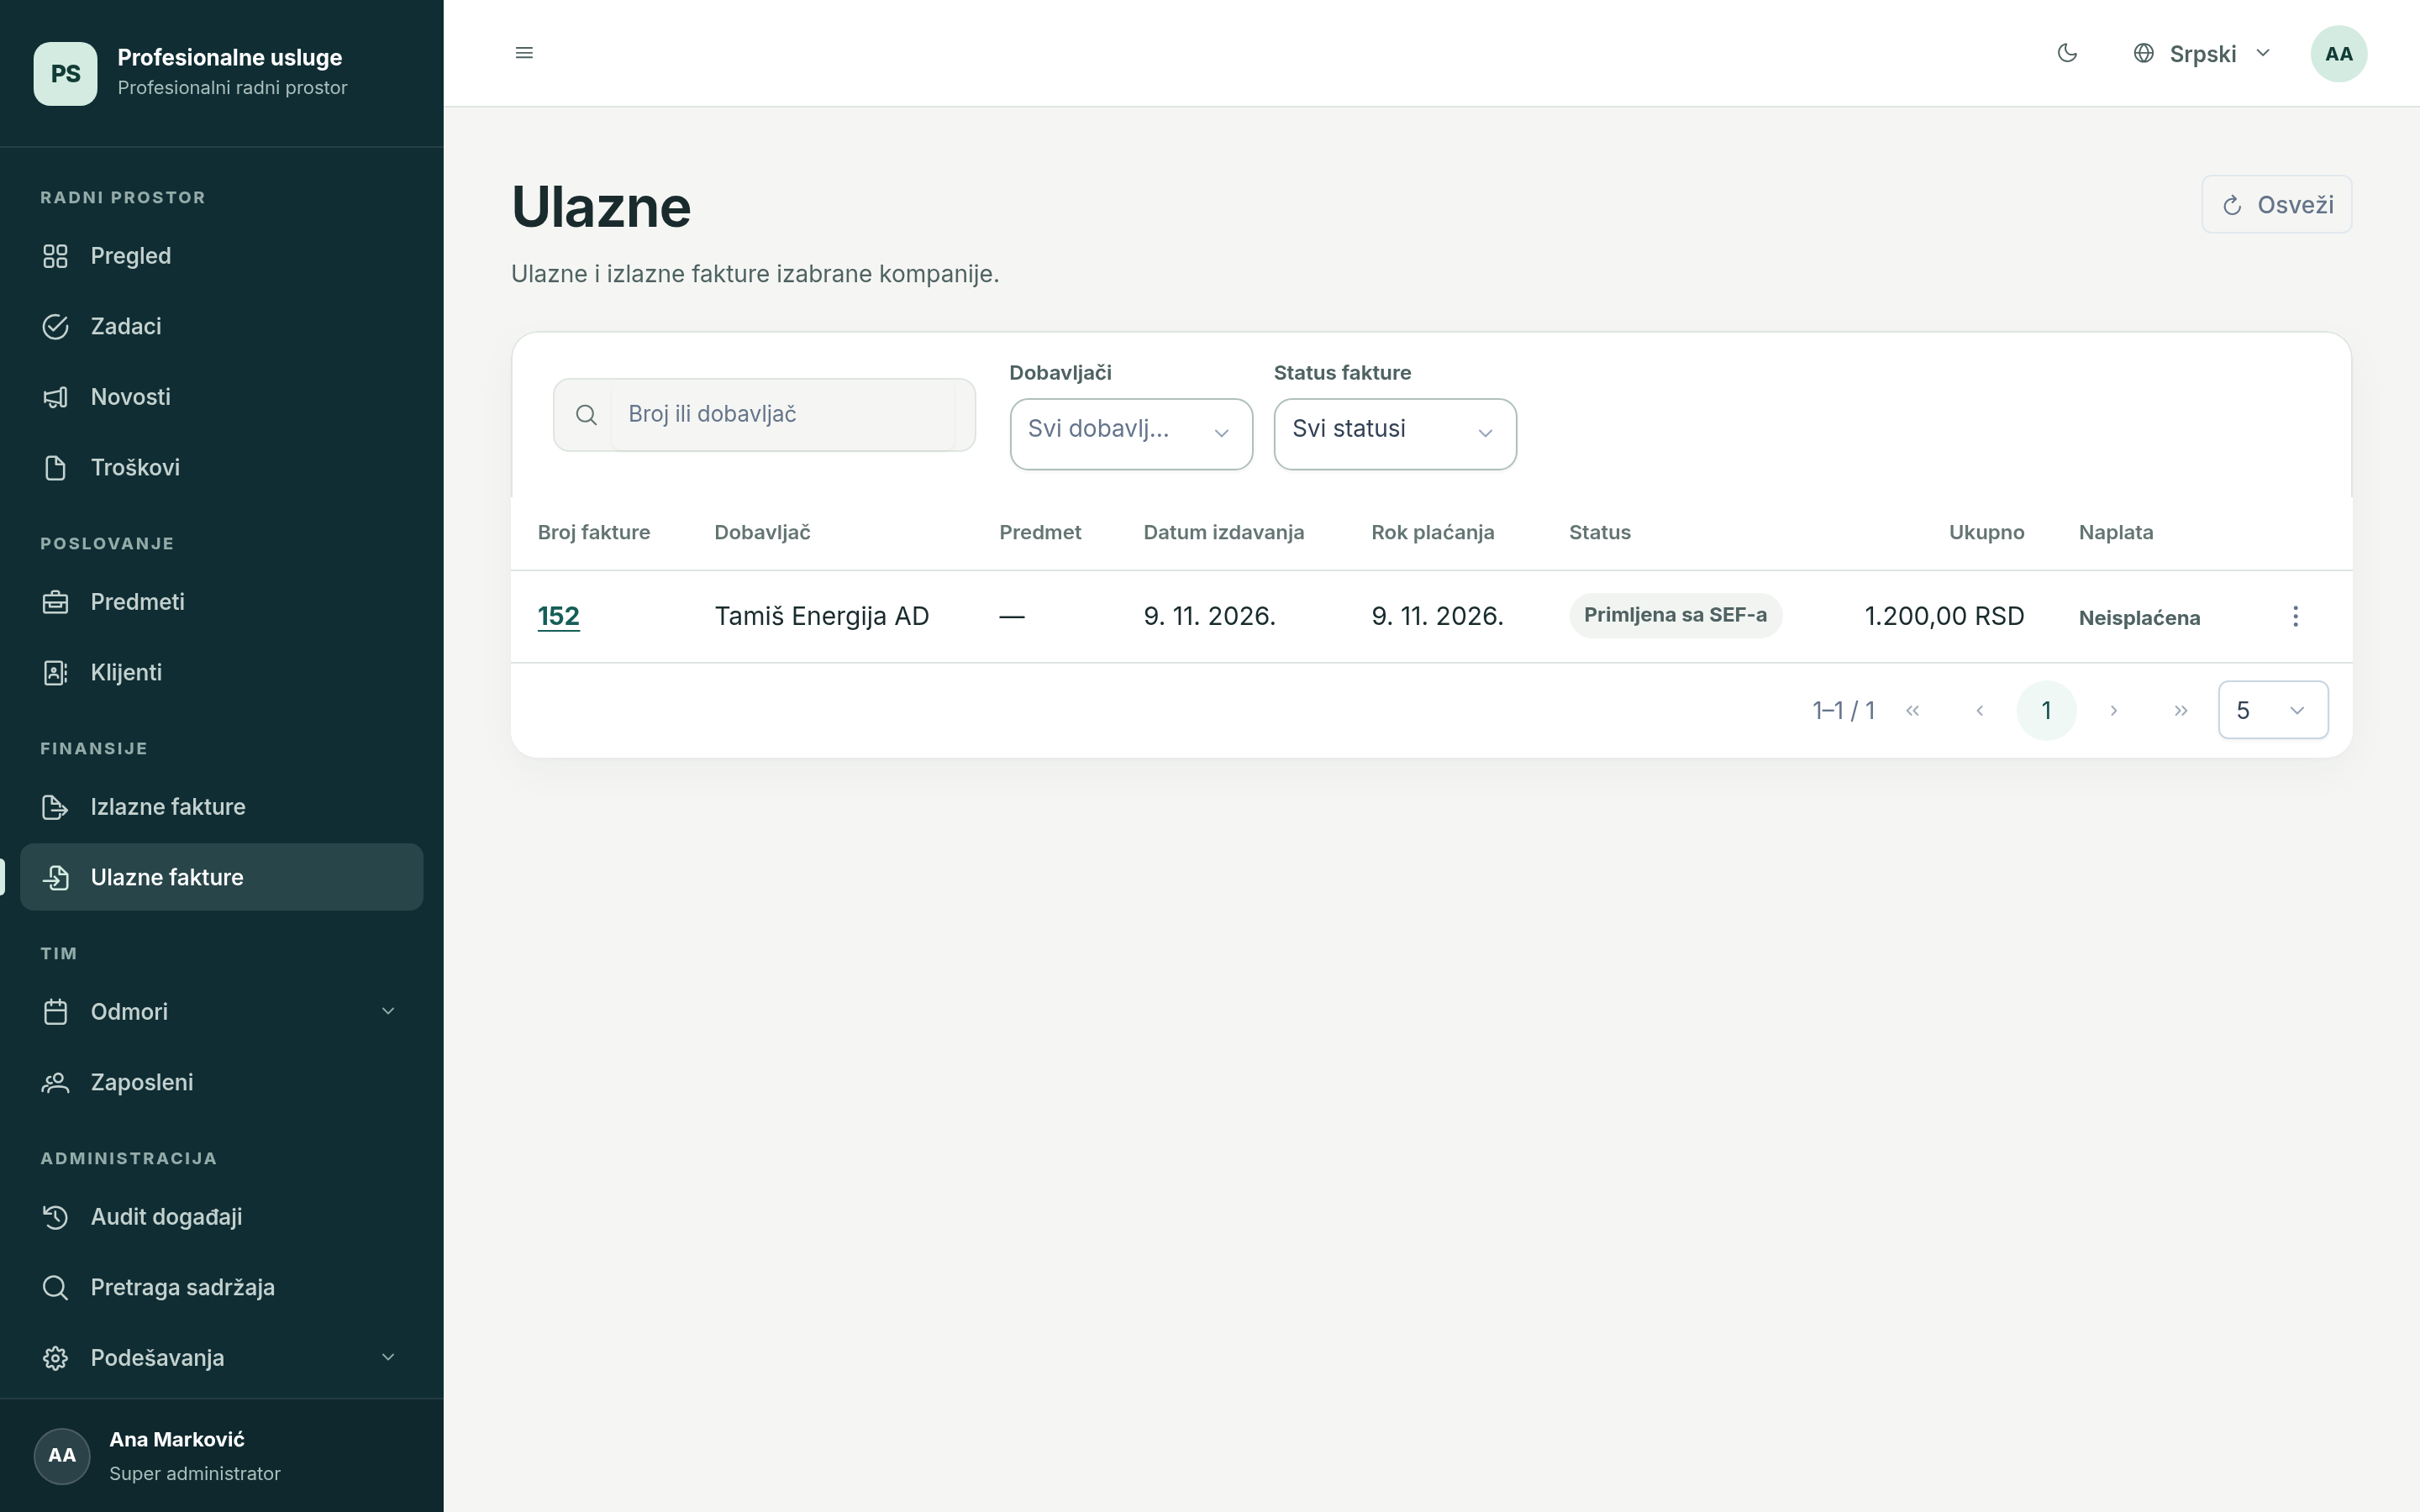 PS
Profesionalne usluge
Profesionalni radni prostor
RADNI PROSTOR
Pregled
Zadaci
Novosti
Troškovi
POSLOVANJE
Predmeti
Klijenti
FINANSIJE
Izlazne fakture
Ulazne fakture
TIM
Odmori
Zaposleni
ADMINISTRACIJA
Audit događaji
Pretraga sadržaja
Podešavanja
AA
Ana Marković
Super administrator
Srpski
AA
Ulazne
Osveži
Ulazne i izlazne fakture izabrane kompanije.
Broj ili dobavljač
Dobavljači
Svi dobavlj...
Status fakture
Svi statusi
Broj fakture Dobavljač Predmet Datum izdavanja Rok plaćanja Status Ukupno Naplata
152 Tamiš Energija AD — 9. 11. 2026. 9. 11. 2026. Primljena sa SEF-a 1.200,00 RSD Neisplaćena
1–1 / 1 « ‹ 1 › » 5